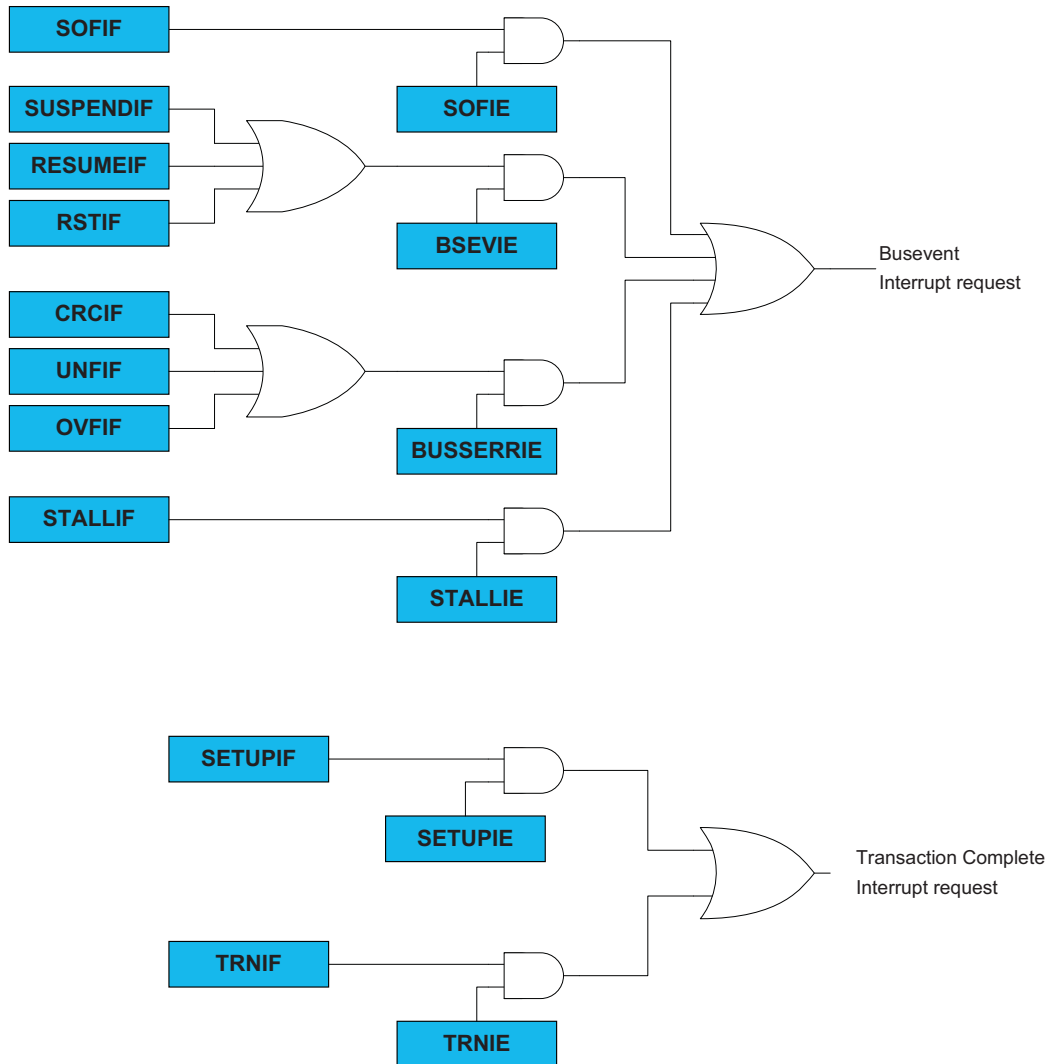 SOFIF
SOFIE
SUSPENDIF
RESUMEIF
RSTIF
BSEVIE
Busevent
Interrupt request
CRCIF
UNFIF
OVFIF
BUSSERRIE
STALLIF
STALLIE
SETUPIF
SETUPIE
Transaction Complete
Interrupt request
TRNIF
TRNIE